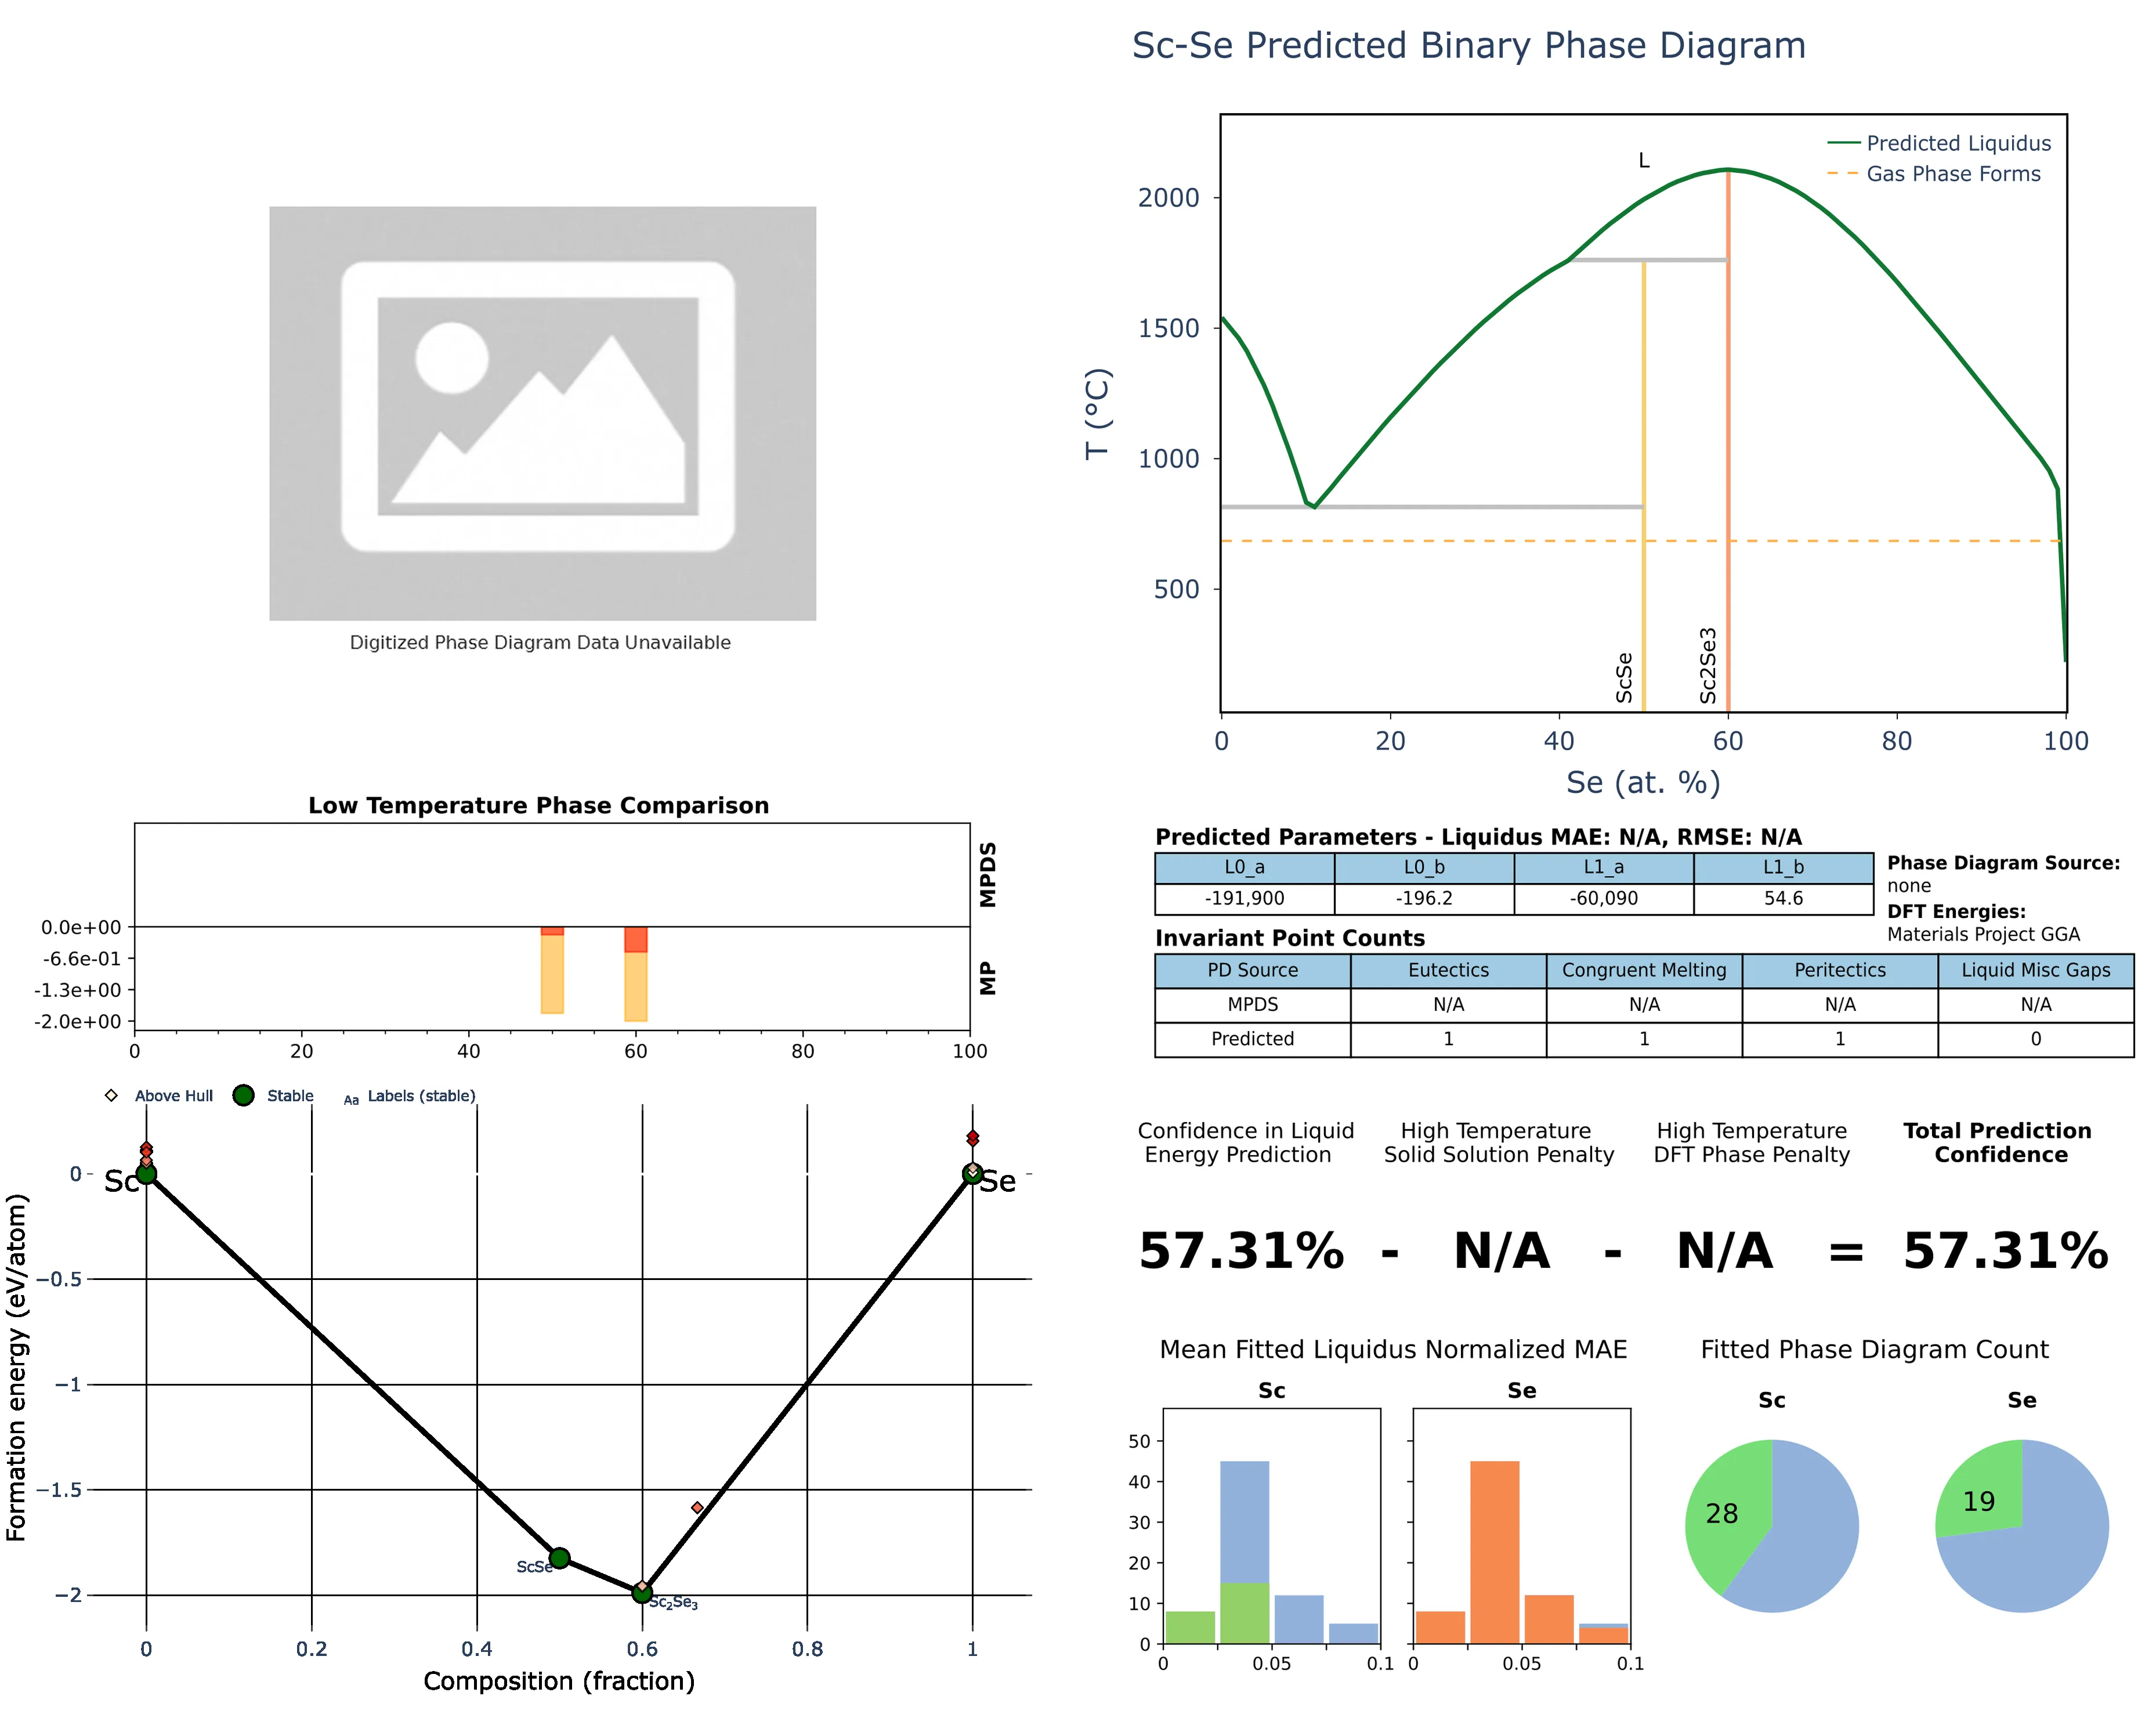 Sc-Se Predicted Binary Phase Diagram
Digitized Phase Diagram Data Unavailable
T (°C)
2000
1500
1000
500
L
Predicted Liquidus
Gas Phase Forms
ScSe
Sc2Se3
0 20 40 60 80 100
Se (at. %)
Low Temperature Phase Comparison
MPDS
MP
0.0e+00
-6.6e-01
-1.3e+00
-2.0e+00
0 20 40 60 80 100
Predicted Parameters - Liquidus MAE: N/A, RMSE: N/A
L0_a L0_b L1_a L1_b
-191,900 -196.2 -60,090 54.6
Phase Diagram Source:
none
DFT Energies:
Materials Project GGA
Invariant Point Counts
PD Source Eutectics Congruent Melting Peritectics Liquid Misc Gaps
MPDS N/A N/A N/A N/A
Predicted 1 1 1 0
Above Hull Stable Aa Labels (stable)
Formation energy (eV/atom)
0
−0.5
−1
−1.5
−2
Sc
Se
ScSe
Sc₂Se₃
0 0.2 0.4 0.6 0.8 1
Composition (fraction)
Confidence in Liquid
Energy Prediction
High Temperature
Solid Solution Penalty
High Temperature
DFT Phase Penalty
Total Prediction
Confidence
57.31% - N/A - N/A = 57.31%
Mean Fitted Liquidus Normalized MAE
Sc
Se
50
40
30
20
10
0
0 0.05 0.1
0 0.05 0.1
Fitted Phase Diagram Count
Sc
Se
28
19